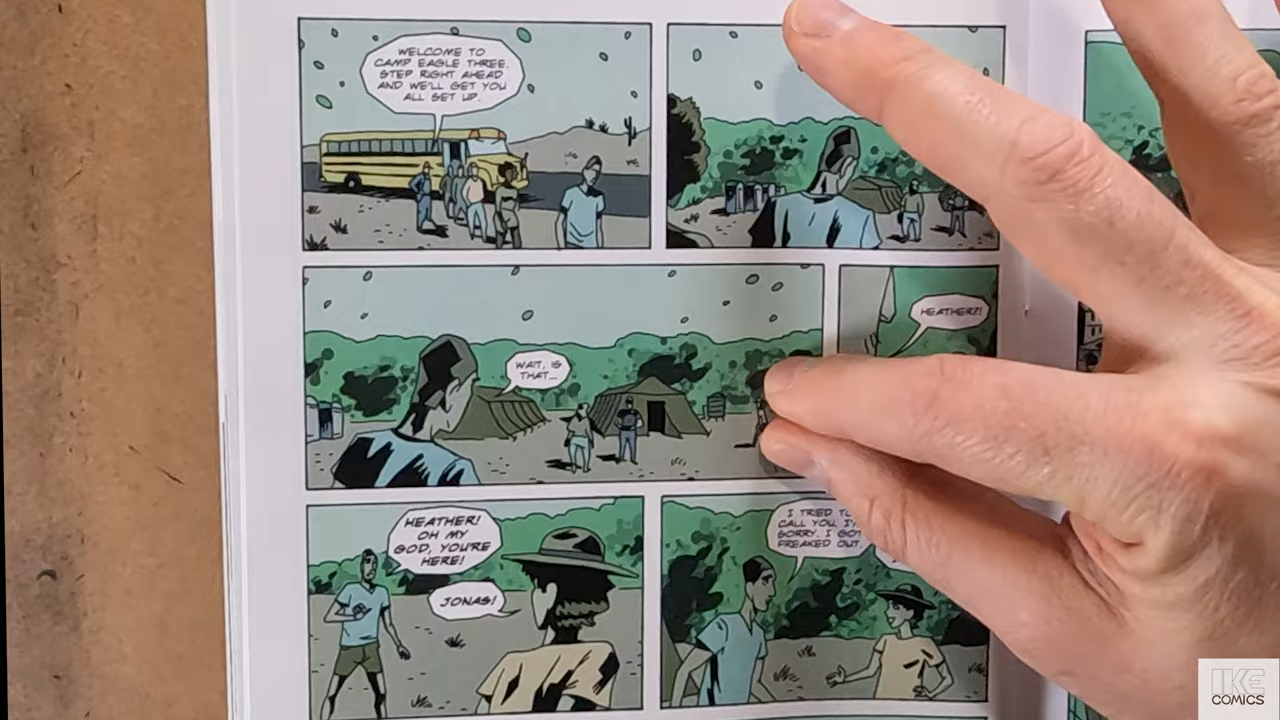 WELCOME TO
CAMP EAGLE THREE.
STEP RIGHT AHEAD
AND WE'LL GET YOU
ALL SET UP.
WAIT, IS
THAT...
HEATHER?!
HEATHER!
OH MY
GOD, YOU'RE
HERE!
JONAS!
I TRIED TO
CALL YOU.
SORRY. I GOT
FREAKED OUT.
IKE
COMICS